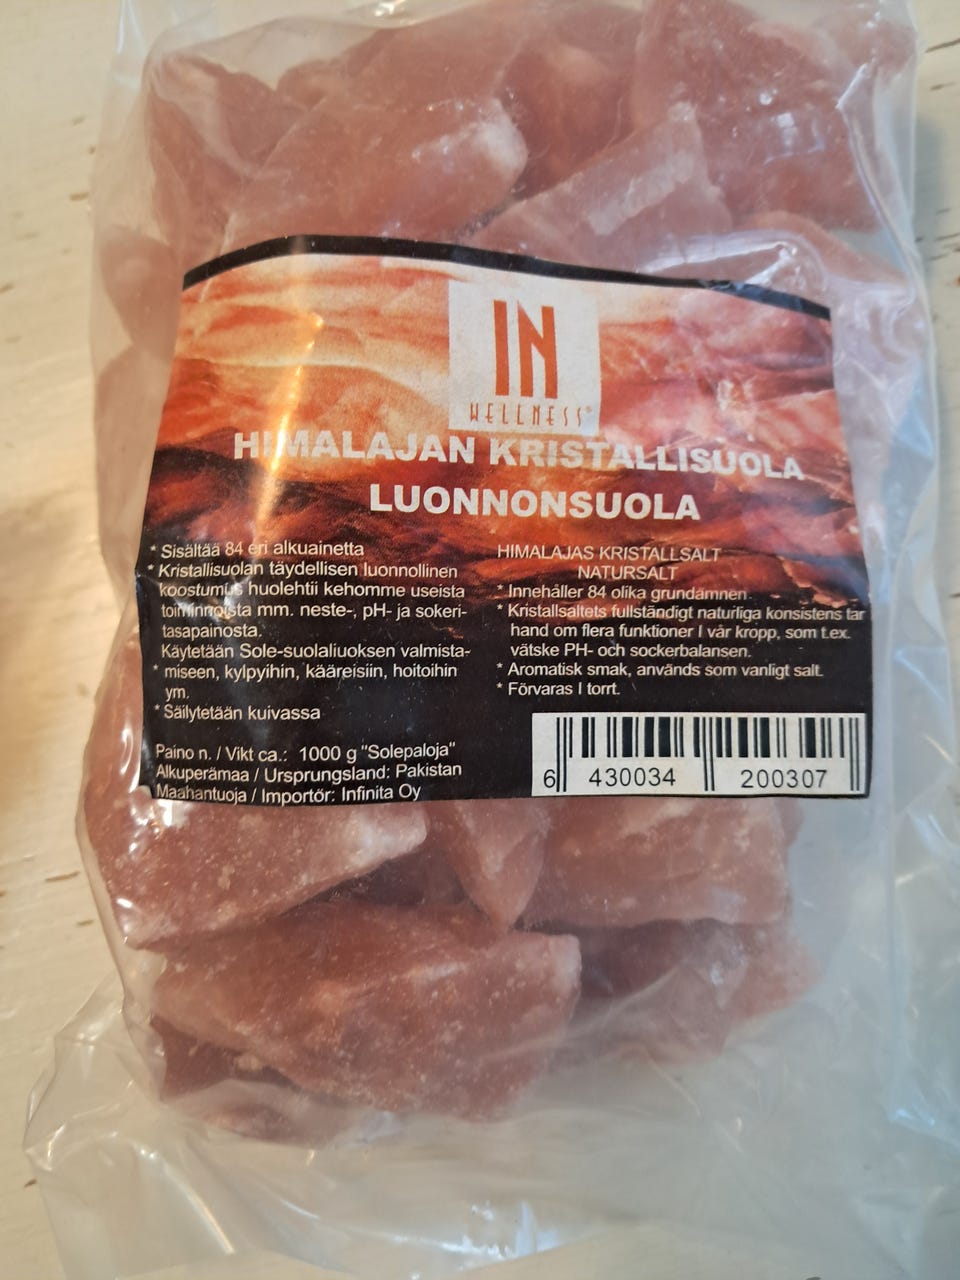 IN
WELLNESS®
HIMALAJAN KRISTALLISUOLA
LUONNONSUOLA
* Sisältää 84 eri alkuainetta
* Kristallisuolan täydellisen luonnollinen
koostumus huolehtii kehomme useista
toiminnoista mm. neste-, pH- ja sokeri-
tasapainosta.
Käytetään Sole-suolaliuoksen valmista-
* miseen, kylpyihin, kääreisiin, hoitoihin
ym.
* Säilytetään kuivassa
HIMALAJAS KRISTALLSALT
NATURSALT
* Innehåller 84 olika grundämnen.
* Kristallsaltets fullständigt naturliga konsistens tar
hand om flera funktioner I vår kropp, som t.ex.
vätske PH- och sockerbalansen.
* Aromatisk smak, används som vanligt salt.
* Förvaras I torrt.
Paino n. / Vikt ca.: 1000 g "Solepaloja"
Alkuperämaa / Ursprungsland: Pakistan
Maahantuoja / Importör: Infinita Oy
6 430034 200307